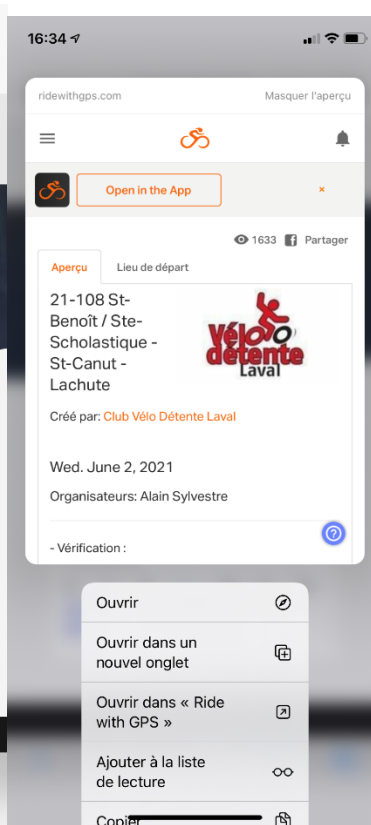 16:34
ridewithgps.com Masquer l'aperçu
Open in the App ×
1633 Partager
Aperçu Lieu de départ
21-108 St-
Benoît / Ste-
Scholastique -
St-Canut -
Lachute
Vélo
détente
Laval
Créé par: Club Vélo Détente Laval
Wed. June 2, 2021
Organisateurs: Alain Sylvestre
- Vérification :
Ouvrir
Ouvrir dans un
nouvel onglet
Ouvrir dans « Ride
with GPS »
Ajouter à la liste
de lecture
Copier